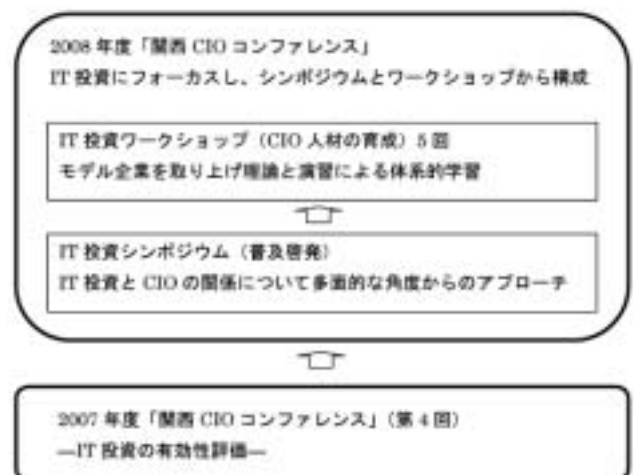 2008 年度「関西 CIO コンファレンス」
IT 投資にフォーカスし、シンポジウムとワークショップから構成
IT 投資ワークショップ（CIO 人材の育成）5 回
モデル企業を取り上げ理論と演習による体系的学習
IT 投資シンポジウム（普及啓発）
IT 投資と CIO の関係について多面的な角度からのアプローチ
2007 年度「関西 CIO コンファレンス」（第 4 回）
―IT 投資の有効性評価―